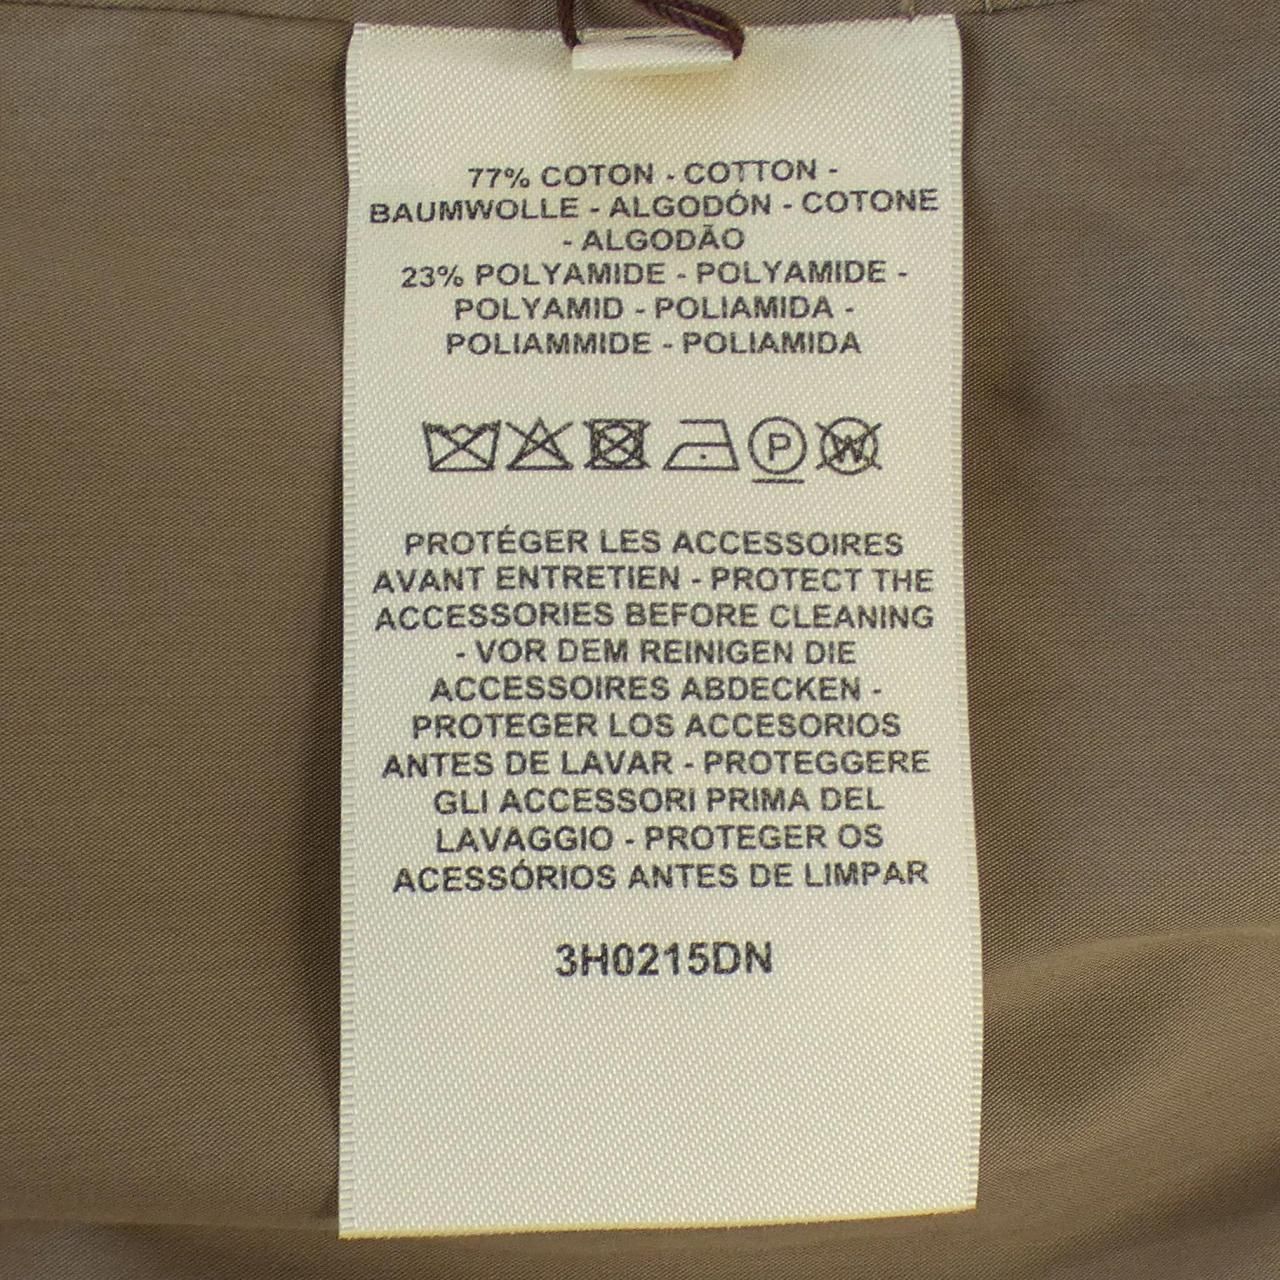 77% COTON - COTTON -
BAUMWOLLE - ALGODÓN - COTONE
- ALGODÃO
23% POLYAMIDE - POLYAMIDE -
POLYAMID - POLIAMIDA -
POLIAMMIDE - POLIAMIDA
P W
PROTÉGER LES ACCESSOIRES
AVANT ENTRETIEN - PROTECT THE
ACCESSORIES BEFORE CLEANING
- VOR DEM REINIGEN DIE
ACCESSOIRES ABDECKEN -
PROTEGER LOS ACCESORIOS
ANTES DE LAVAR - PROTEGGERE
GLI ACCESSORI PRIMA DEL
LAVAGGIO - PROTEGER OS
ACESSÓRIOS ANTES DE LIMPAR
3H0215DN